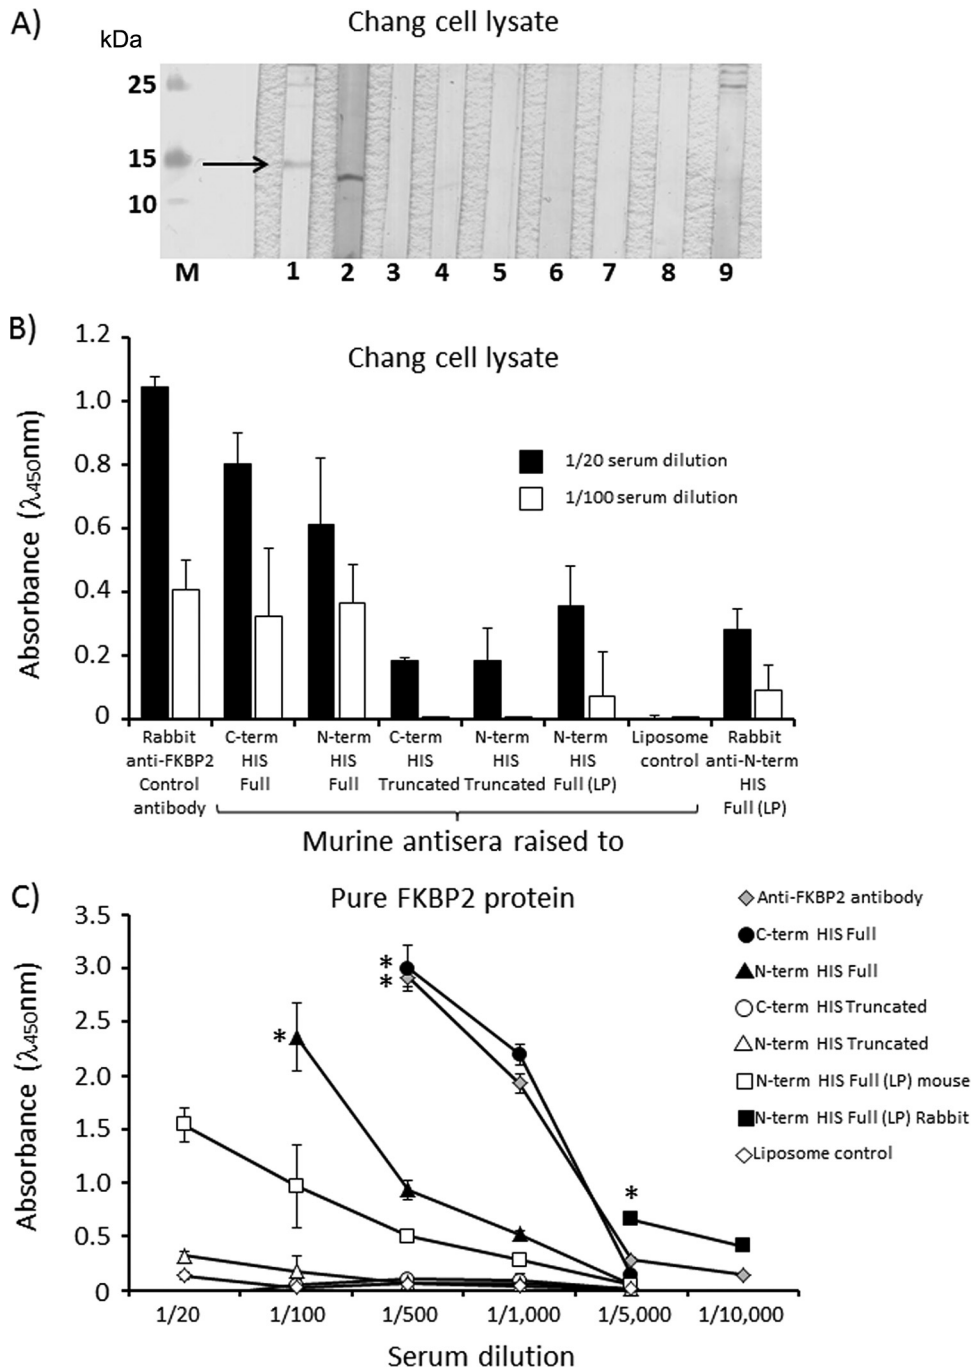 A)
Chang cell lysate
kDa
25
15
10
M 1 2 3 4 5 6 7 8 9
B)
Chang cell lysate
Absorbance (λ450nm)
1.2
1.0
0.8
0.6
0.4
0.2
0
1/20 serum dilution
1/100 serum dilution
Rabbit anti-FKBP2 Control antibody
C-term HIS Full
N-term HIS Full
C-term HIS Truncated
N-term HIS Truncated
N-term HIS Full (LP)
Liposome control
Rabbit anti-N-term HIS Full (LP)
Murine antisera raised to
C)
Pure FKBP2 protein
Absorbance (λ450nm)
3.5
3.0
2.5
2.0
1.5
1.0
0.5
0
*
*
*
*
Anti-FKBP2 antibody
C-term HIS Full
N-term HIS Full
C-term HIS Truncated
N-term HIS Truncated
N-term HIS Full (LP) mouse
N-term HIS Full (LP) Rabbit
Liposome control
1/20 1/100 1/500 1/1,000 1/5,000 1/10,000
Serum dilution